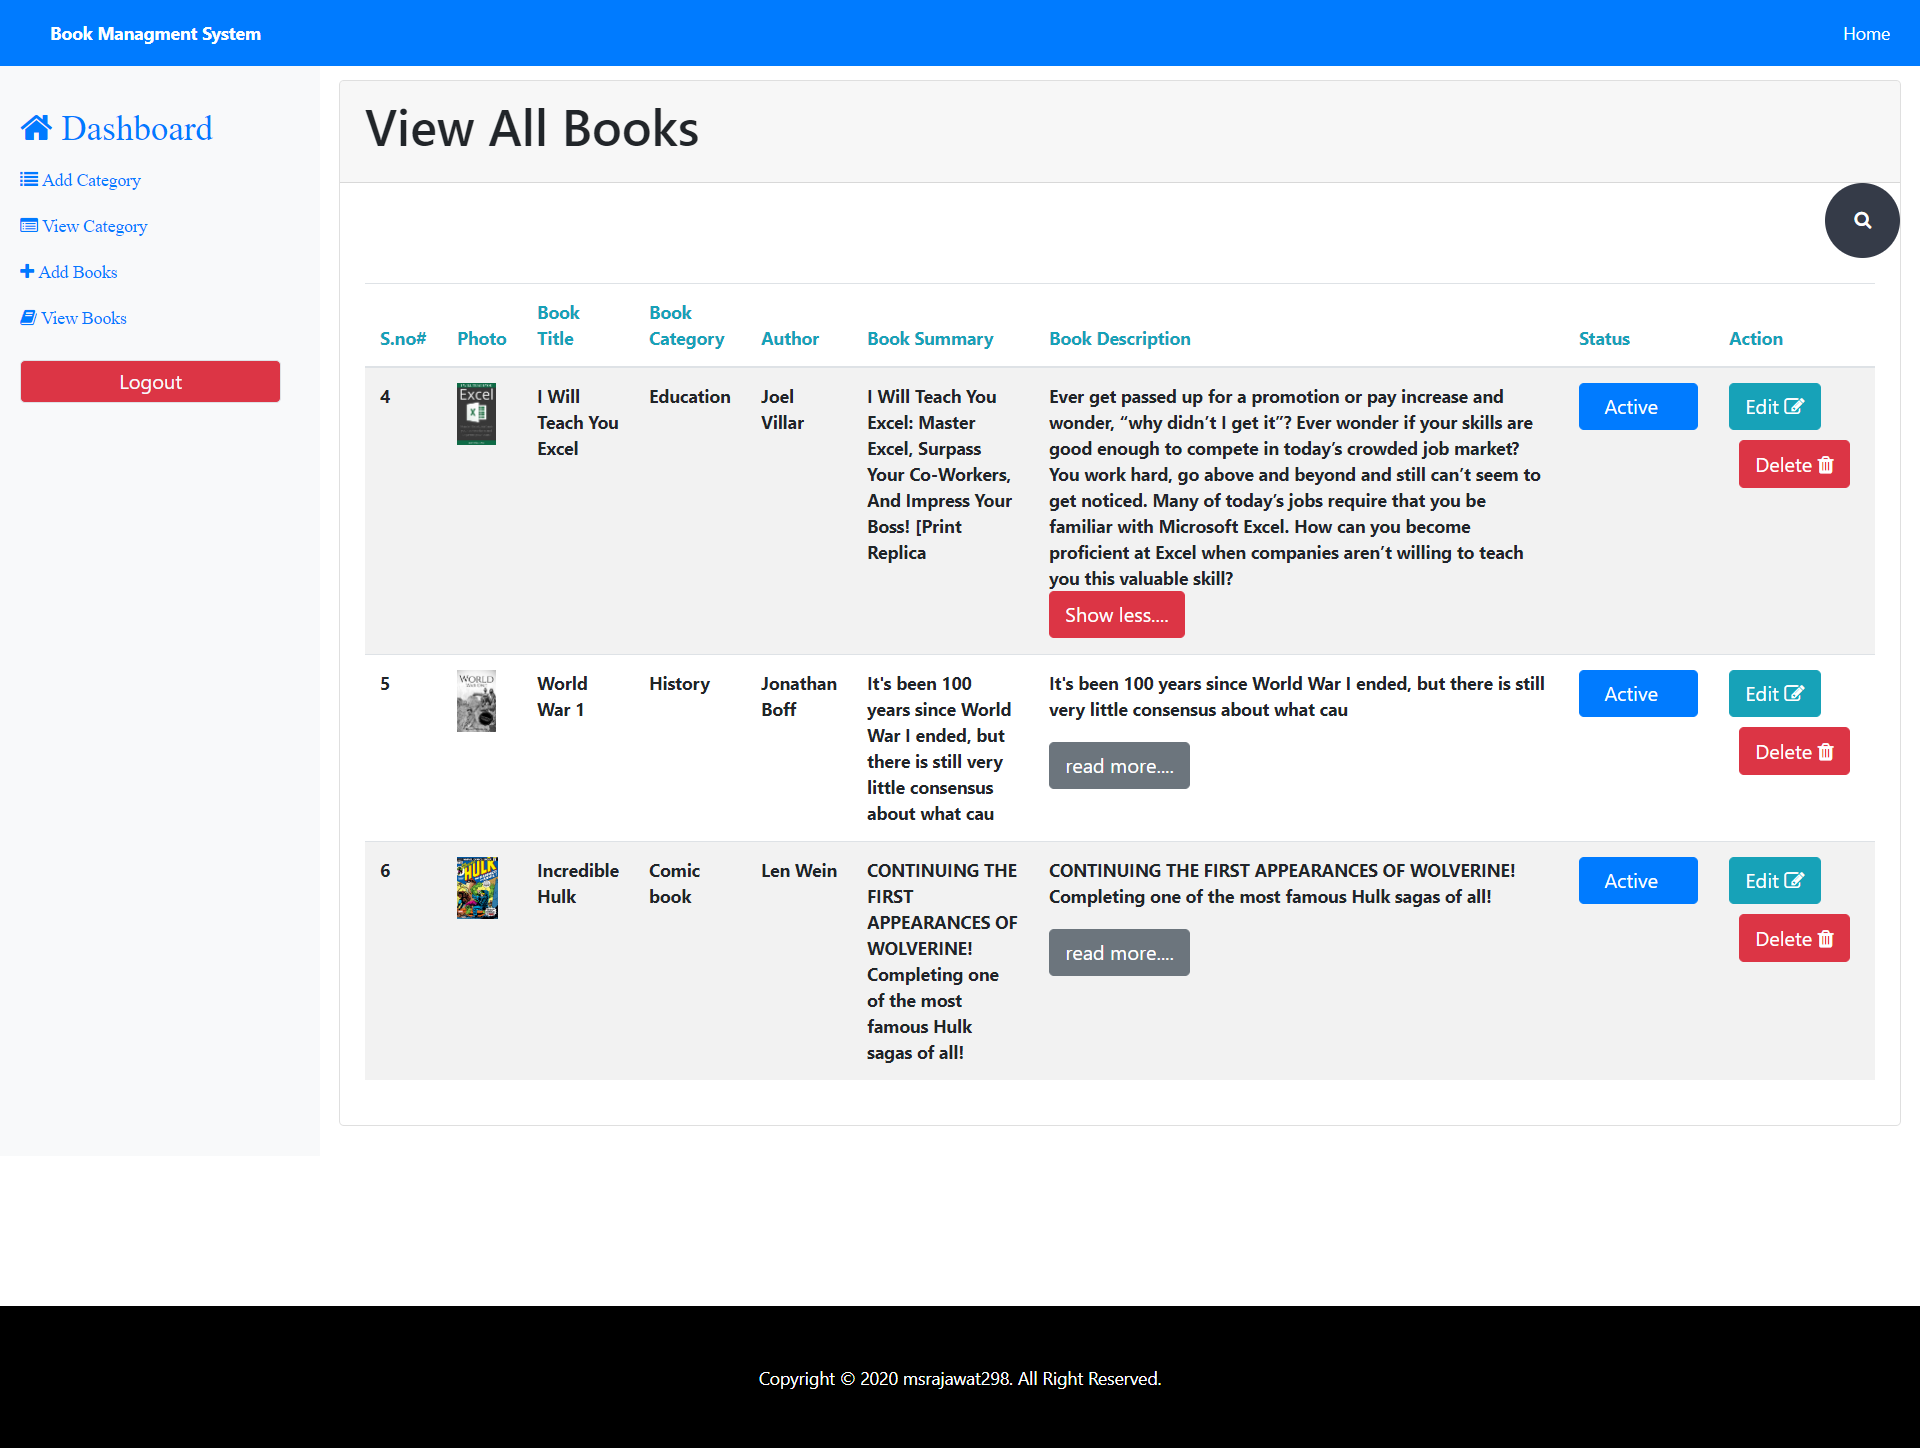 Book Managment System
Home
Dashboard
Add Category
View Category
Add Books
View Books
Logout
View All Books
S.no#
Photo
Book
Title
Book
Category
Author
Book Summary
Book Description
Status
Action
4
Excel
I Will
Teach You
Excel
Education
Joel
Villar
I Will Teach You
Excel: Master
Excel, Surpass
Your Co-Workers,
And Impress Your
Boss! [Print
Replica
Ever get passed up for a promotion or pay increase and
wonder, “why didn’t I get it”? Ever wonder if your skills are
good enough to compete in today’s crowded job market?
You work hard, go above and beyond and still can’t seem to
get noticed. Many of today’s jobs require that you be
familiar with Microsoft Excel. How can you become
proficient at Excel when companies aren’t willing to teach
you this valuable skill?
Show less....
Active
Edit
Delete
5
WORLD
World
War 1
History
Jonathan
Boff
It's been 100
years since World
War I ended, but
there is still very
little consensus
about what cau
It's been 100 years since World War I ended, but there is still
very little consensus about what cau
read more....
Active
Edit
Delete
6
HULK
Incredible
Hulk
Comic
book
Len Wein
CONTINUING THE
FIRST
APPEARANCES OF
WOLVERINE!
Completing one
of the most
famous Hulk
sagas of all!
CONTINUING THE FIRST APPEARANCES OF WOLVERINE!
Completing one of the most famous Hulk sagas of all!
read more....
Active
Edit
Delete
Copyright © 2020 msrajawat298. All Right Reserved.